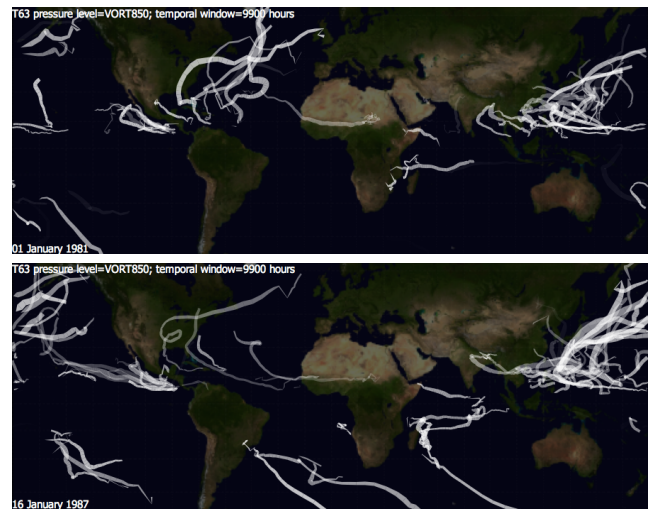 T63 pressure level=VORT850; temporal window=9900 hours
01 January 1981
T63 pressure level=VORT850; temporal window=9900 hours
16 January 1987